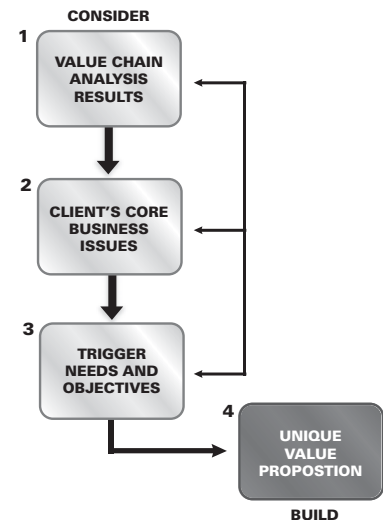 CONSIDER
1
VALUE CHAIN
ANALYSIS
RESULTS
2
CLIENT'S CORE
BUSINESS
ISSUES
3
TRIGGER
NEEDS AND
OBJECTIVES
4
UNIQUE
VALUE
PROPOSTION
BUILD